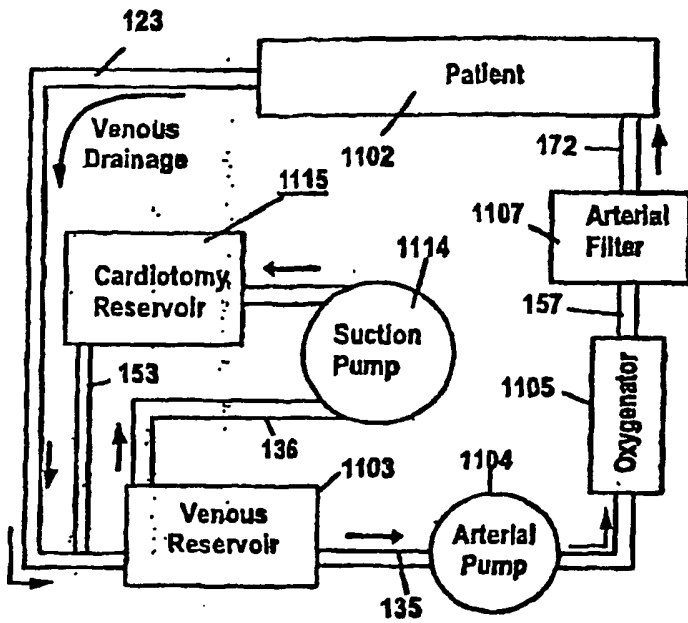 123
Patient
Venous
Drainage
1102
172
1115
1107
Arterial
Filter
1114
Cardiotomy
Reservoir
Suction
Pump
157
153
1105
Oxygenator
136
1103
1104
Venous
Reservoir
Arterial
Pump
135